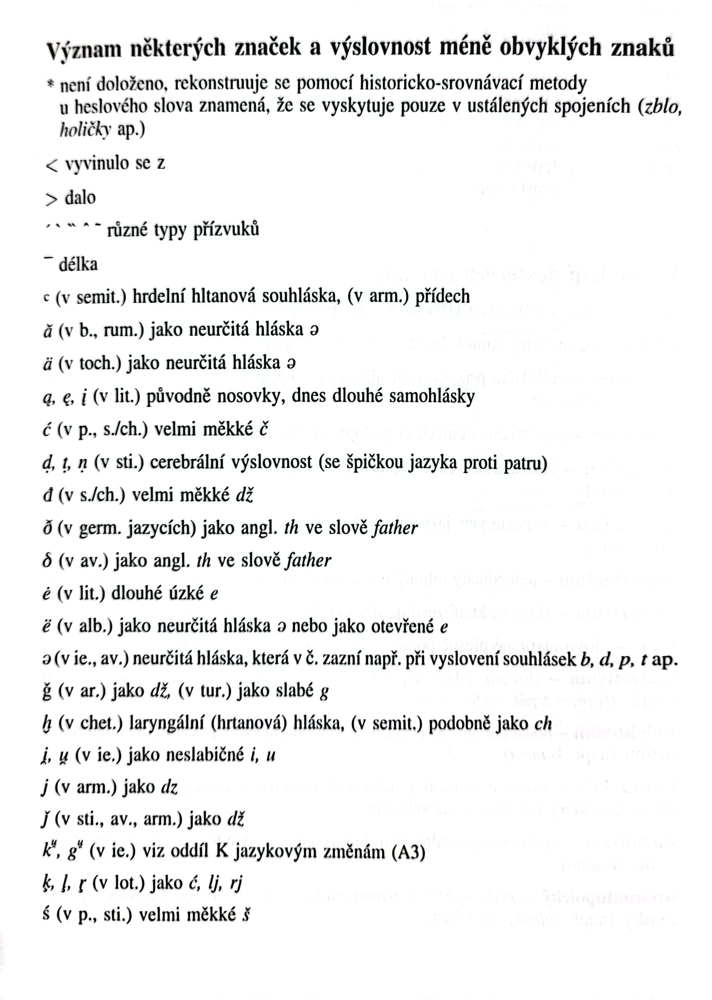 Význam některých značek a výslovnost méně obvyklých znaků
* není doloženo, rekonstruuje se pomocí historicko-srovnávací metody
u heslového slova znamená, že se vyskytuje pouze v ustálených spojeních (zblo,
holičky ap.)
< vyvinulo se z
> dalo
´ ` ̏ ˆ ˜ různé typy přízvuků
¯ délka
c (v semit.) hrdelní hltanová souhláska, (v arm.) přídech
ă (v b., rum.) jako neurčitá hláska ə
ä (v toch.) jako neurčitá hláska ə
ą, ę, į (v lit.) původně nosovky, dnes dlouhé samohlásky
ć (v p., s./ch.) velmi měkké č
ḍ, ṭ, ṇ (v sti.) cerebrální výslovnost (se špičkou jazyka proti patru)
đ (v s./ch.) velmi měkké dž
ð (v germ. jazycích) jako angl. th ve slově father
δ (v av.) jako angl. th ve slově father
ė (v lit.) dlouhé úzké e
ë (v alb.) jako neurčitá hláska ə nebo jako otevřené e
ə (v ie., av.) neurčitá hláska, která v č. zazní např. při vyslovení souhlásek b, d, p, t ap.
ğ (v ar.) jako dž, (v tur.) jako slabé g
ḫ (v chet.) laryngální (hrtanová) hláska, (v semit.) podobně jako ch
i̯, u̯ (v ie.) jako neslabičné i, u
j (v arm.) jako dz
ǰ (v sti., av., arm.) jako dž
kᵘ̯, gᵘ̯ (v ie.) viz oddíl K jazykovým změnám (A3)
ķ, ļ, ŗ (v lot.) jako ć, lj, rj
ś (v p., sti.) velmi měkké š